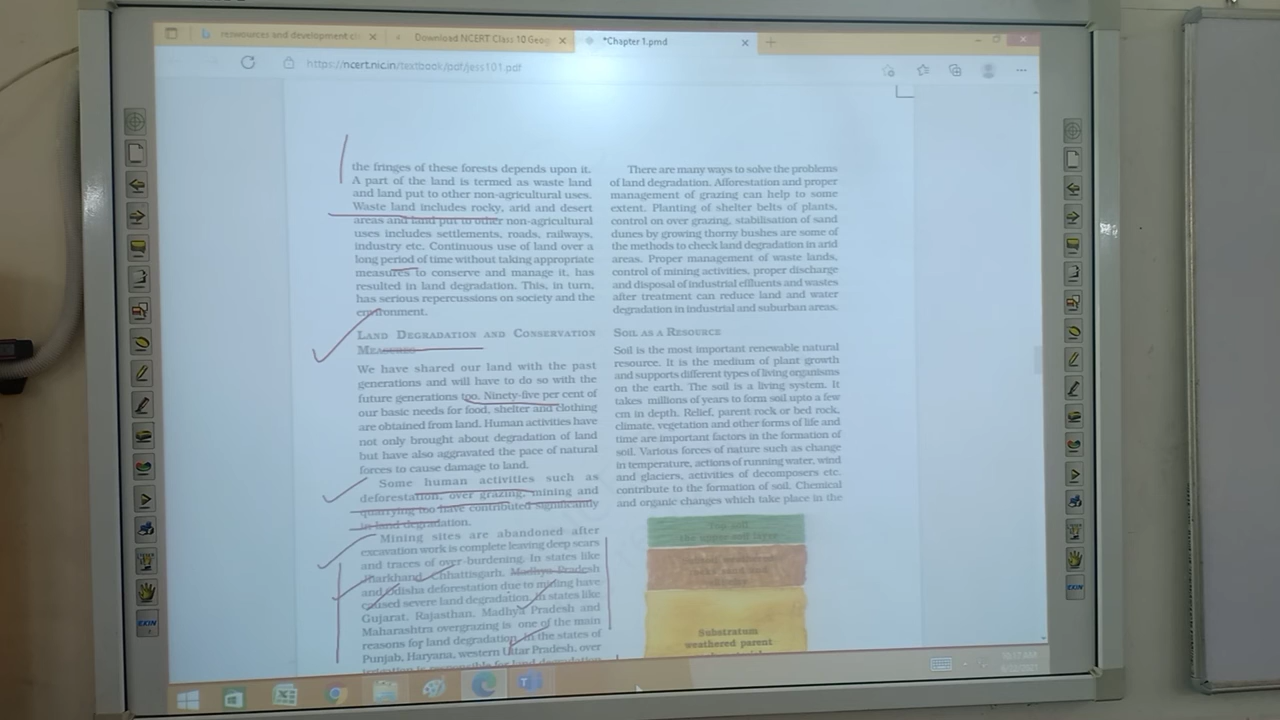 reswources and development cl
Download NCERT Class 10 Geog
*Chapter 1.pmd
https://ncert.nic.in/textbook/pdf/jess101.pdf
the fringes of these forests depends upon it.
A part of the land is termed as waste land
and land put to other non-agricultural uses.
Waste land includes rocky, arid and desert
areas and land put to other non-agricultural
uses includes settlements, roads, railways,
industry etc. Continuous use of land over a
long period of time without taking appropriate
measures to conserve and manage it, has
resulted in land degradation. This, in turn,
has serious repercussions on society and the
environment.
LAND DEGRADATION AND CONSERVATION
MEASURES
We have shared our land with the past
generations and will have to do so with the
future generations too. Ninety-five per cent of
our basic needs for food, shelter and clothing
are obtained from land. Human activities have
not only brought about degradation of land
but have also aggravated the pace of natural
forces to cause damage to land.
Some human activities such as
deforestation, over grazing, mining and
quarrying too have contributed significantly
in land degradation.
Mining sites are abandoned after
excavation work is complete leaving deep scars
and traces of over-burdening. In states like
Jharkhand, Chhattisgarh, Madhya Pradesh
and Odisha deforestation due to mining have
caused severe land degradation. In states like
Gujarat, Rajasthan, Madhya Pradesh and
Maharashtra overgrazing is one of the main
reasons for land degradation. In the states of
Punjab, Haryana, western Uttar Pradesh, over
There are many ways to solve the problems
of land degradation. Afforestation and proper
management of grazing can help to some
extent. Planting of shelter belts of plants,
control on over grazing, stabilisation of sand
dunes by growing thorny bushes are some of
the methods to check land degradation in arid
areas. Proper management of waste lands,
control of mining activities, proper discharge
and disposal of industrial effluents and wastes
after treatment can reduce land and water
degradation in industrial and suburban areas.
SOIL AS A RESOURCE
Soil is the most important renewable natural
resource. It is the medium of plant growth
and supports different types of living organisms
on the earth. The soil is a living system. It
takes millions of years to form soil upto a few
cm in depth. Relief, parent rock or bed rock,
climate, vegetation and other forms of life and
time are important factors in the formation of
soil. Various forces of nature such as change
in temperature, actions of running water, wind
and glaciers, activities of decomposers etc.
contribute to the formation of soil. Chemical
and organic changes which take place in the
Top soil
the upper soil layer
Substratum
weathered parent
EXIN
EXIN
10:17 AM